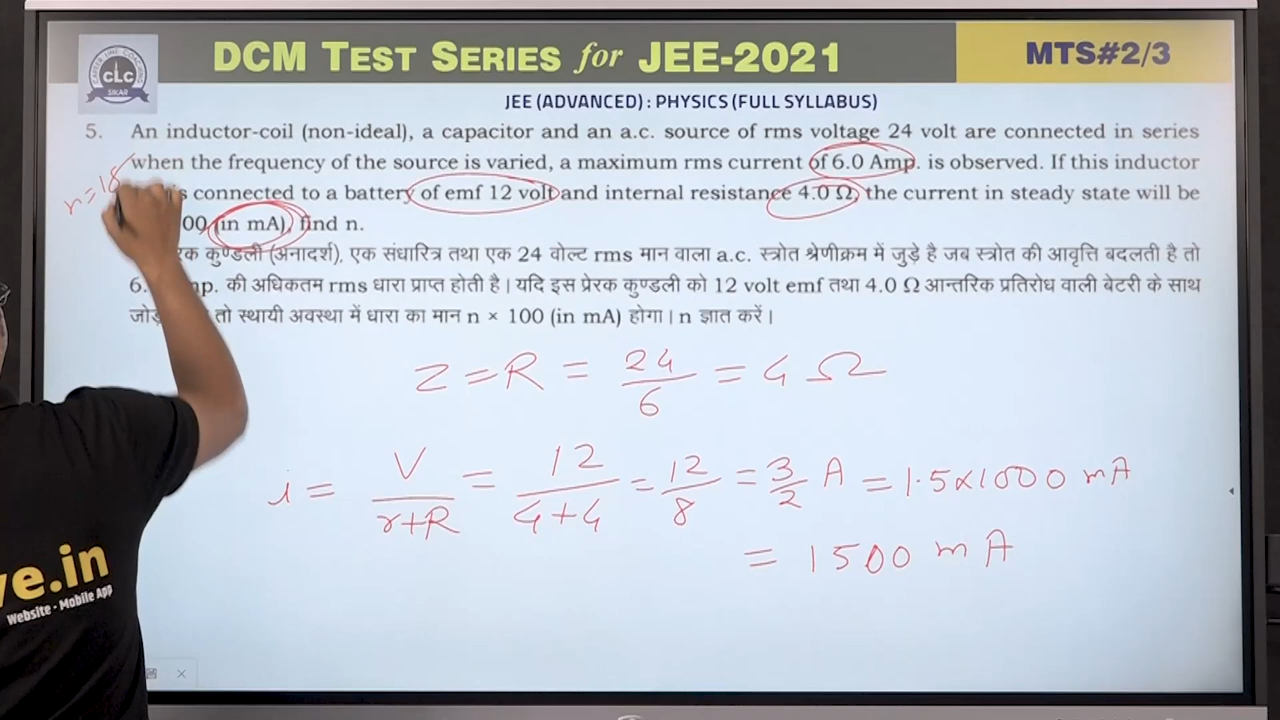 DCM TEST SERIES for JEE-2021
MTS#2/3
CLC
SIKAR
JEE (ADVANCED) : PHYSICS (FULL SYLLABUS)
5. An inductor-coil (non-ideal), a capacitor and an a.c. source of rms voltage 24 volt are connected in series
when the frequency of the source is varied, a maximum rms current of 6.0 Amp. is observed. If this inductor
connected to a battery of emf 12 volt and internal resistance 4.0 Ω, the current in steady state will be
00 (in mA), find n.
कुण्डली (अनादर्श), एक संधारित्र तथा एक 24 वोल्ट rms मान वाला a.c. स्त्रोत श्रेणीक्रम में जुड़े है जब स्त्रोत की आवृत्ति बदलती है तो
6. की अधिकतम rms धारा प्राप्त होती है। यदि इस प्रेरक कुण्डली को 12 volt emf तथा 4.0 Ω आन्तरिक प्रतिरोध वाली बेटरी के साथ
तो स्थायी अवस्था में धारा का मान n × 100 (in mA) होगा। n ज्ञात करें।
n=
Z = R = 24/6 = 4 Ω
i = V/(r+R) = 12/(4+4) = 12/8 = 3/2 A = 1.5×1000 mA
= 1500 mA
e.in
Website - Mobile App